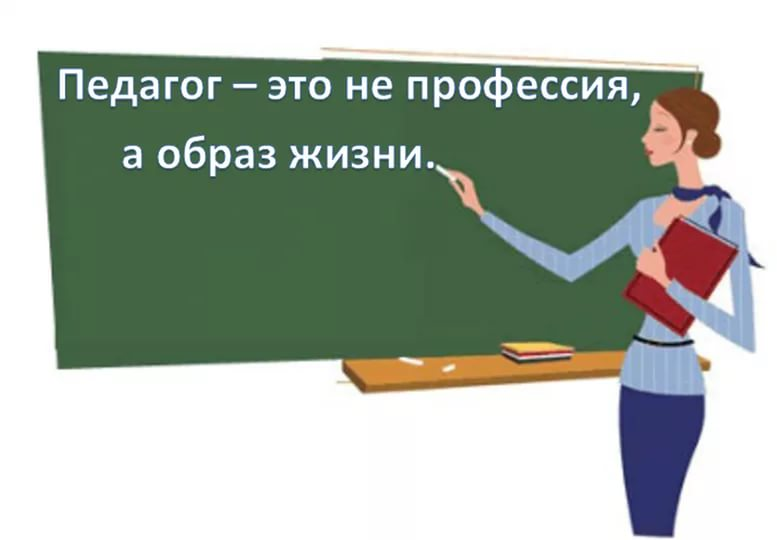 Педагог – это не профессия,
а образ жизни.